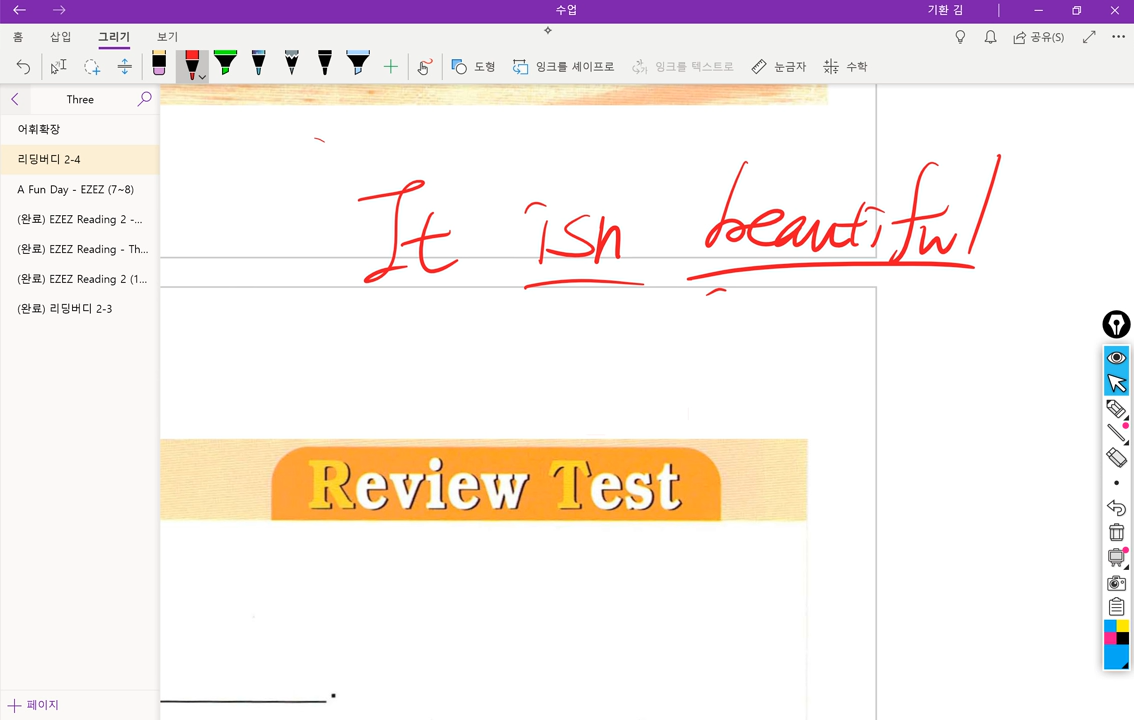 수업
기환 김
홈 삽입 그리기 보기
공유(S)
도형 잉크를 셰이프로 잉크를 텍스트로 눈금자 수학
Three
어휘확장
리딩버디 2-4
A Fun Day - EZEZ (7~8)
(완료) EZEZ Reading 2 -...
(완료) EZEZ Reading - Th...
(완료) EZEZ Reading 2 (1...
(완료) 리딩버디 2-3
페이지
It isn beautiful
Review Test